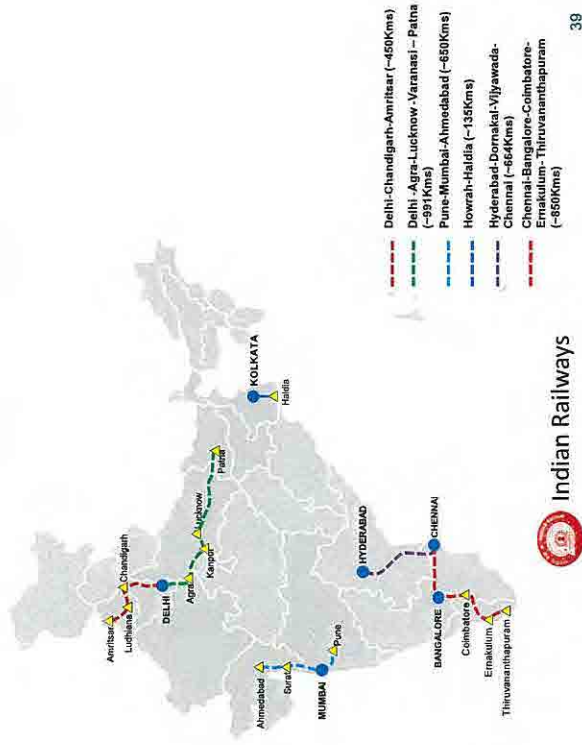 Amritsar
Chandigarh
Ludhiana
DELHI
Agra
Lucknow
Kanpur
Patna
Ahmedabad
Surat
MUMBAI
Pune
KOLKATA
Haldia
HYDERABAD
CHENNAI
BANGALORE
Coimbatore
Ernakulum
Thiruvananthapuram
Delhi-Chandigarh-Amritsar (~450Kms)
Delhi -Agra-Lucknow -Varanasi – Patna
(~991Kms)
Pune-Mumbai-Ahmedabad (~650Kms)
Howrah-Haldia (~135Kms)
Hyderabad-Dornakal-Vijyawada-
Chennai (~664Kms)
Chennai-Bangalore-Coimbatore-
Ernakulum- Thiruvananthapuram
(~850Kms)
Indian Railways
39